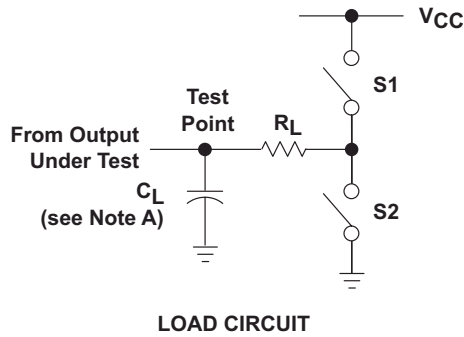 VCC
S1
Test
Point
RL
From Output
Under Test
CL
(see Note A)
S2
LOAD CIRCUIT